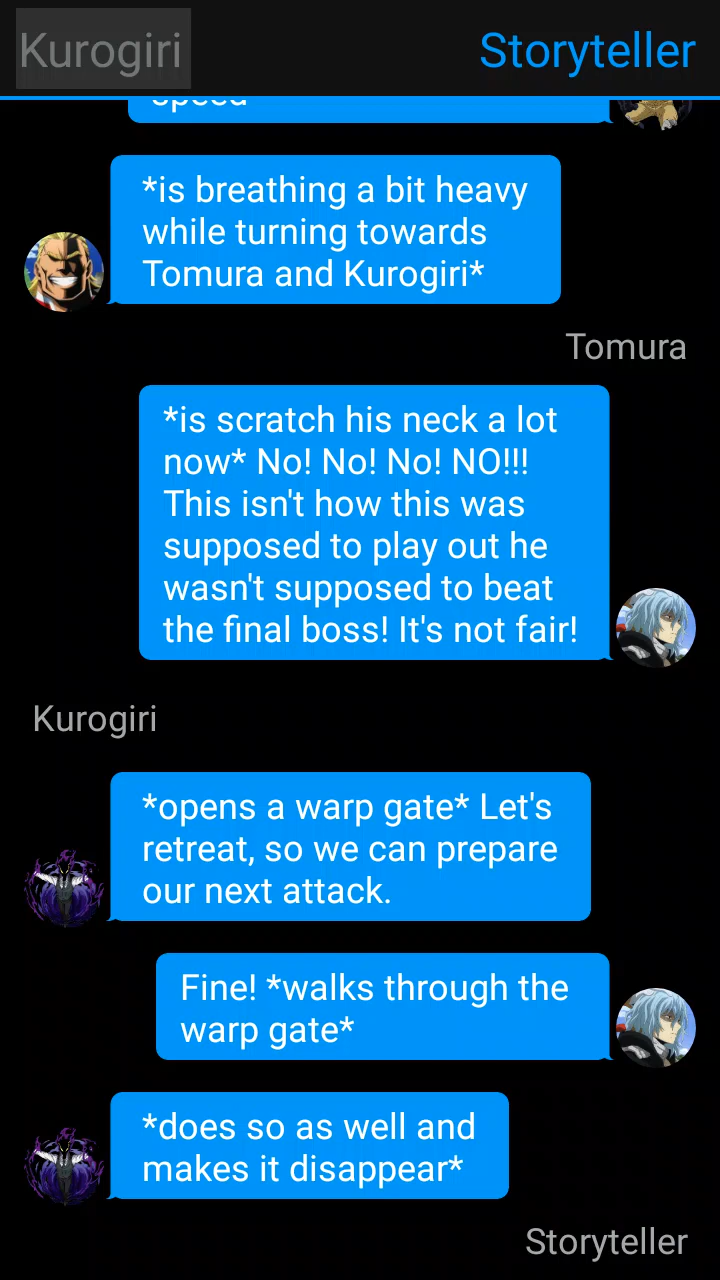 Kurogiri
Storyteller
speed
*is breathing a bit heavy
while turning towards
Tomura and Kurogiri*
Tomura
*is scratch his neck a lot
now* No! No! No! NO!!!
This isn't how this was
supposed to play out he
wasn't supposed to beat
the final boss! It's not fair!
Kurogiri
*opens a warp gate* Let's
retreat, so we can prepare
our next attack.
Fine! *walks through the
warp gate*
*does so as well and
makes it disappear*
Storyteller